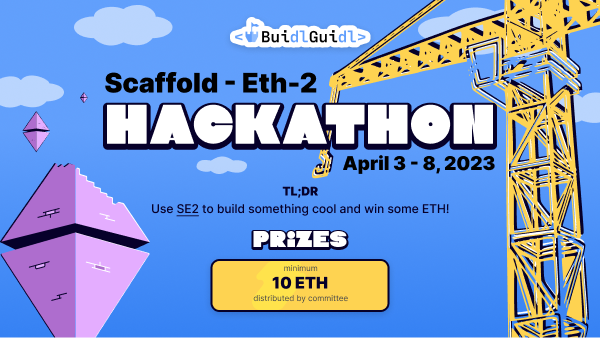 <BuidlGuidl>
Scaffold - Eth-2
HACKATHON
April 3 - 8, 2023
TL;DR
Use SE2 to build something cool and win some ETH!
PRiZES
minimum
10 ETH
distributed by committee